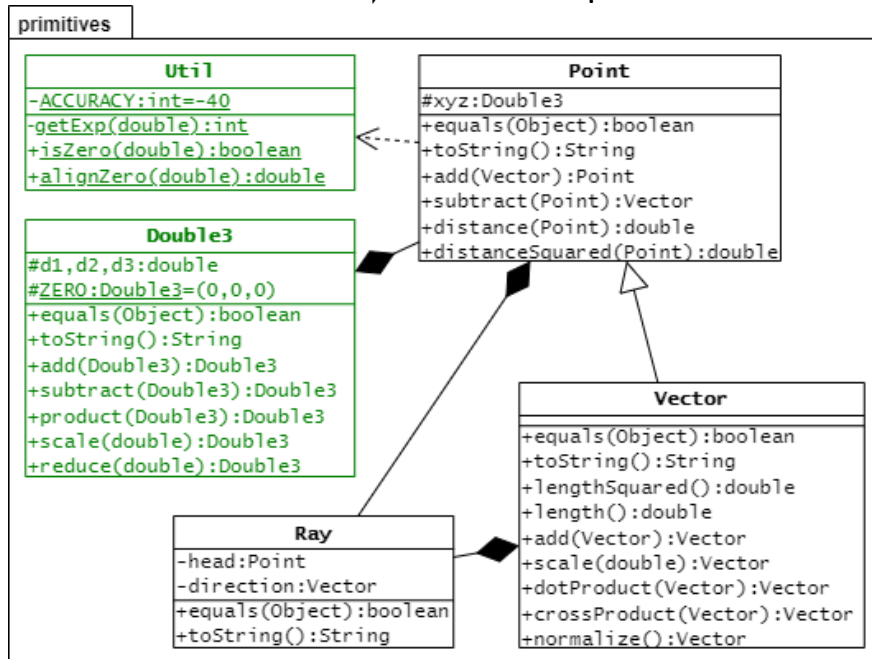 primitives
Util
-ACCURACY:int=-40
-getExp(double):int
+isZero(double):boolean
+alignZero(double):double
Point
#xyz:Double3
+equals(Object):boolean
+toString():String
+add(Vector):Point
+subtract(Point):Vector
+distance(Point):double
+distanceSquared(Point):double
Double3
#d1,d2,d3:double
#ZERO:Double3=(0,0,0)
+equals(Object):boolean
+toString():String
+add(Double3):Double3
+subtract(Double3):Double3
+product(Double3):Double3
+scale(double):Double3
+reduce(double):Double3
Vector
+equals(Object):boolean
+toString():String
+lengthSquared():double
+length():double
+add(Vector):Vector
+scale(double):Vector
+dotProduct(Vector):Vector
+crossProduct(Vector):Vector
+normalize():Vector
Ray
-head:Point
-direction:Vector
+equals(Object):boolean
+toString():String